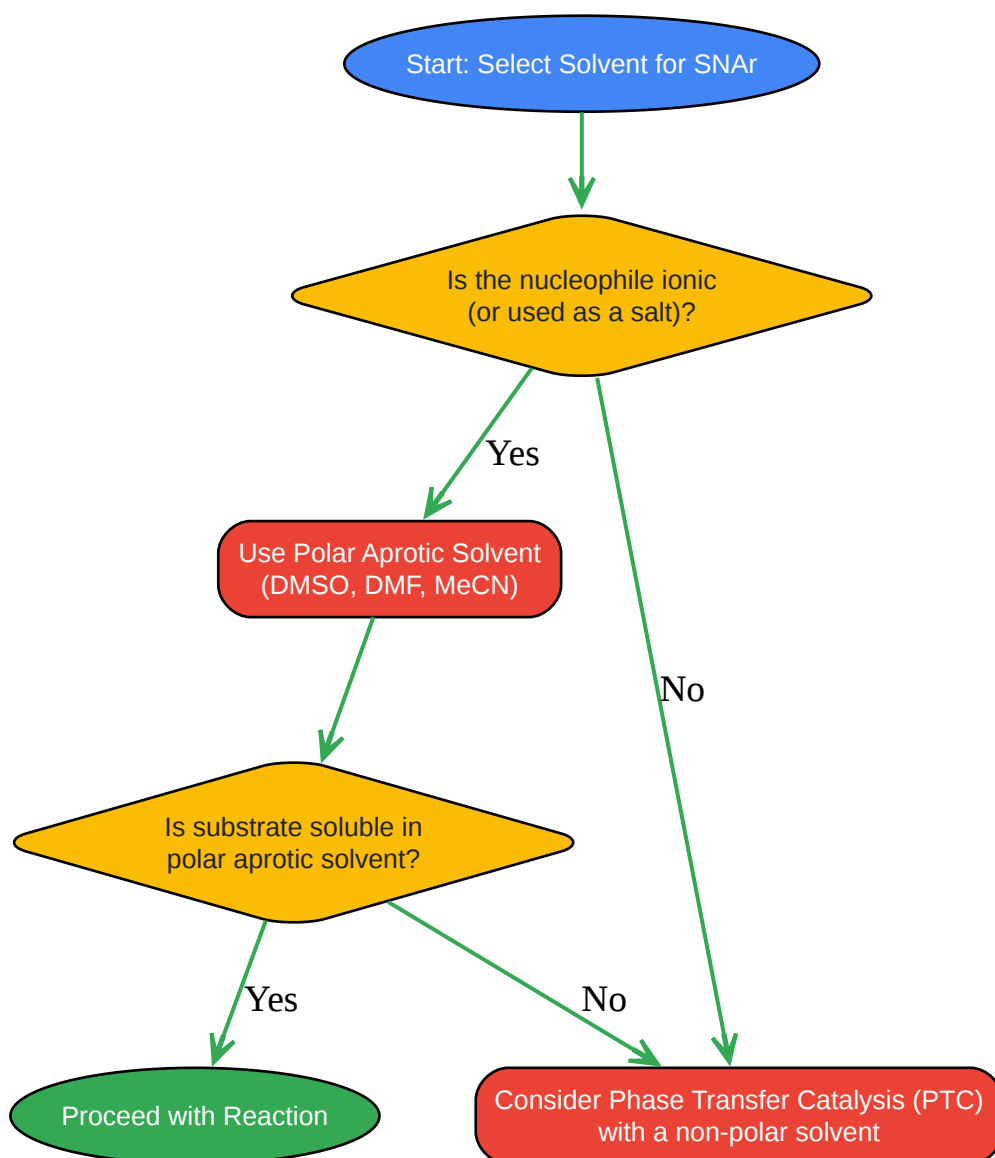 Start: Select Solvent for SNAr
Is the nucleophile ionic
(or used as a salt)?
Yes
Use Polar Aprotic Solvent
(DMSO, DMF, MeCN)
No
Is substrate soluble in
polar aprotic solvent?
Yes
No
Proceed with Reaction
Consider Phase Transfer Catalysis (PTC)
with a non-polar solvent